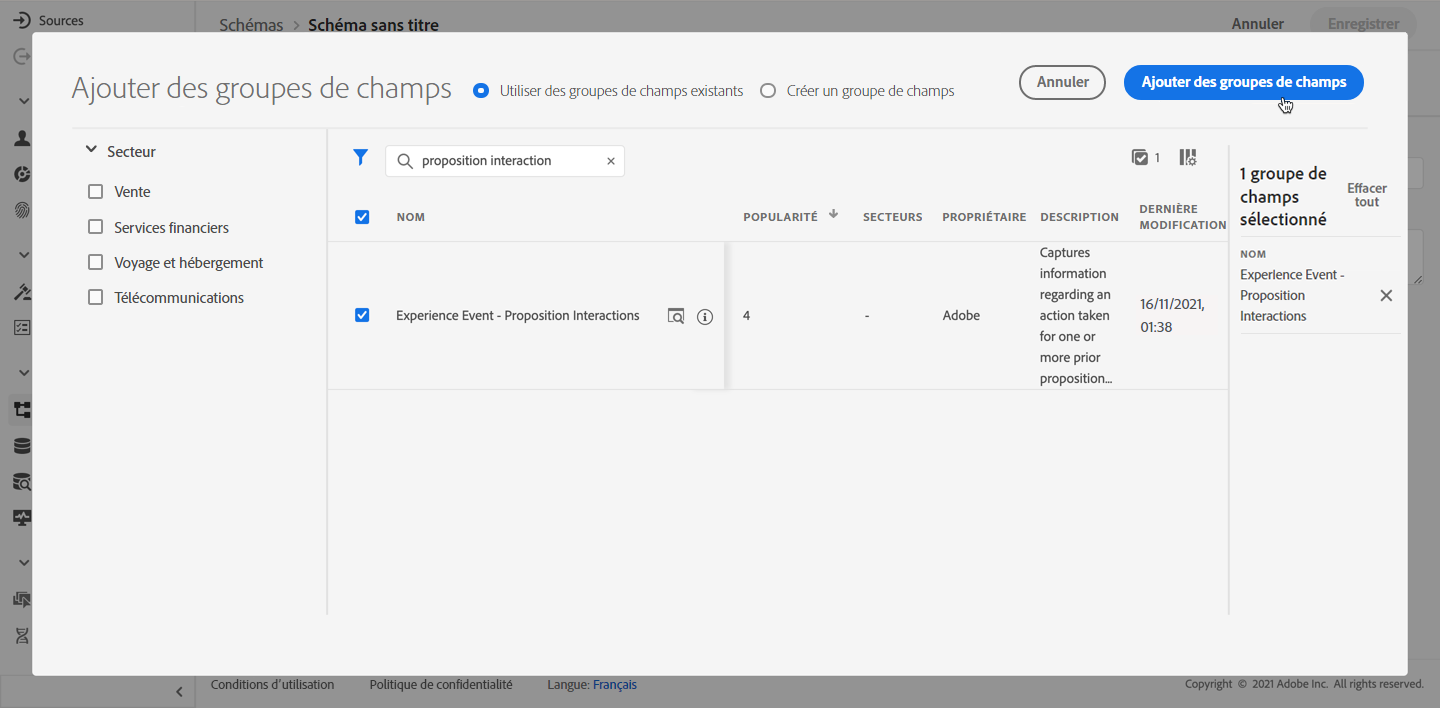 Sources
Schémas > Schéma sans titre
Annuler
Enregistrer
Ajouter des groupes de champs
Utiliser des groupes de champs existants
Créer un groupe de champs
Annuler
Ajouter des groupes de champs
Secteur
Vente
Services financiers
Voyage et hébergement
Télécommunications
proposition interaction
1
NOM
POPULARITÉ
SECTEURS
PROPRIÉTAIRE
DESCRIPTION
DERNIÈRE
MODIFICATION
Experience Event - Proposition Interactions
4
-
Adobe
Captures
information
regarding an
action taken
for one or
more prior
proposition...
16/11/2021,
01:38
1 groupe de
champs
sélectionné
Effacer
tout
NOM
Experience Event -
Proposition
Interactions
Conditions d'utilisation
Politique de confidentialité
Langue: Français
Copyright © 2021 Adobe Inc. All rights reserved.